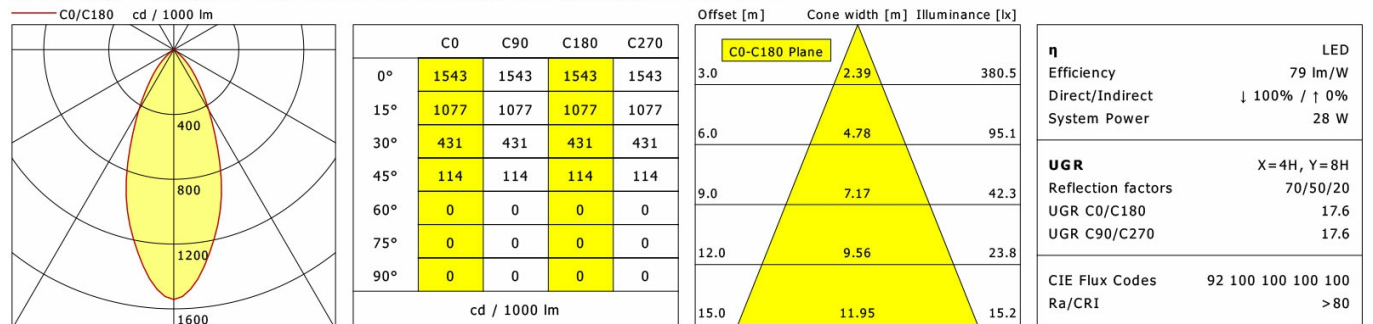 C0/C180 cd / 1000 lm
400
800
1200
1600
C0 C90 C180 C270
0° 1543 1543 1543 1543
15° 1077 1077 1077 1077
30° 431 431 431 431
45° 114 114 114 114
60° 0 0 0 0
75° 0 0 0 0
90° 0 0 0 0
cd / 1000 lm
Offset [m] Cone width [m] Illuminance [lx]
C0-C180 Plane
3.0 2.39 380.5
6.0 4.78 95.1
9.0 7.17 42.3
12.0 9.56 23.8
15.0 11.95 15.2
η LED
Efficiency 79 lm/W
Direct/Indirect ↓ 100% / ↑ 0%
System Power 28 W
UGR X=4H, Y=8H
Reflection factors 70/50/20
UGR C0/C180 17.6
UGR C90/C270 17.6
CIE Flux Codes 92 100 100 100 100
Ra/CRI >80